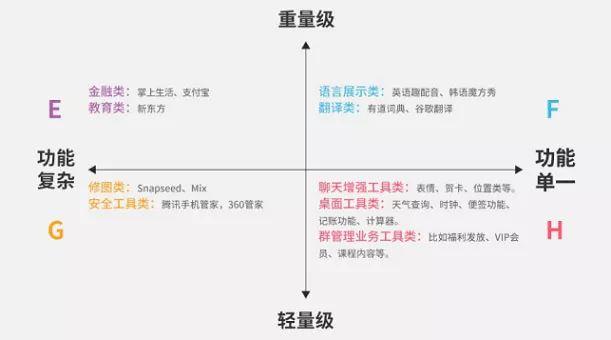 重量级
金融类：掌上生活、支付宝
教育类：新东方
E
语言展示类：英语趣配音、韩语魔方秀
翻译类：有道词典、谷歌翻译
F
功能
复杂
功能
单一
修图类：Snapseed、Mix
安全工具类：腾讯手机管家，360管家
G
聊天增强工具类：表情、贺卡、位置类等。
桌面工具类：天气查询、时钟、便签功能、
记账功能、计算器。
群管理业务工具类：比如福利发放、VIP会
员、课程内容等。
H
轻量级